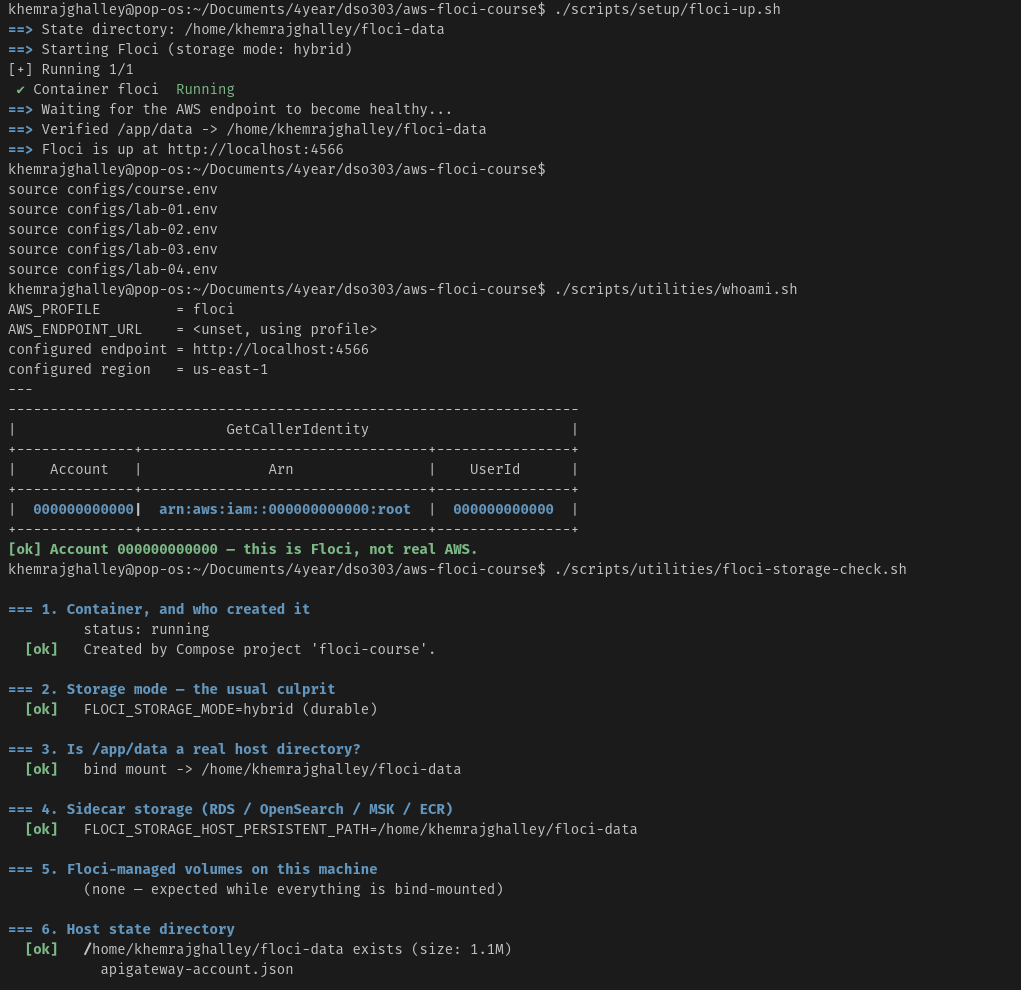 khemrajghalley@pop-os:~/Documents/4year/dso303/aws-floci-course$ ./scripts/setup/floci-up.sh
==> State directory: /home/khemrajghalley/floci-data
==> Starting Floci (storage mode: hybrid)
[+] Running 1/1
 ✔ Container floci  Running
==> Waiting for the AWS endpoint to become healthy...
==> Verified /app/data -> /home/khemrajghalley/floci-data
==> Floci is up at http://localhost:4566
khemrajghalley@pop-os:~/Documents/4year/dso303/aws-floci-course$
source configs/course.env
source configs/lab-01.env
source configs/lab-02.env
source configs/lab-03.env
source configs/lab-04.env
khemrajghalley@pop-os:~/Documents/4year/dso303/aws-floci-course$ ./scripts/utilities/whoami.sh
AWS_PROFILE         = floci
AWS_ENDPOINT_URL    = <unset, using profile>
configured endpoint = http://localhost:4566
configured region   = us-east-1
---
--------------------------------------------------------------------
|                         GetCallerIdentity                        |
+--------------+----------------------------------+----------------+
|    Account   |               Arn                |    UserId      |
+--------------+----------------------------------+----------------+
|  000000000000|  arn:aws:iam::000000000000:root  |  000000000000  |
+--------------+----------------------------------+----------------+
[ok] Account 000000000000 — this is Floci, not real AWS.
khemrajghalley@pop-os:~/Documents/4year/dso303/aws-floci-course$ ./scripts/utilities/floci-storage-check.sh

=== 1. Container, and who created it
         status: running
  [ok]   Created by Compose project 'floci-course'.

=== 2. Storage mode — the usual culprit
  [ok]   FLOCI_STORAGE_MODE=hybrid (durable)

=== 3. Is /app/data a real host directory?
  [ok]   bind mount -> /home/khemrajghalley/floci-data

=== 4. Sidecar storage (RDS / OpenSearch / MSK / ECR)
  [ok]   FLOCI_STORAGE_HOST_PERSISTENT_PATH=/home/khemrajghalley/floci-data

=== 5. Floci-managed volumes on this machine
         (none — expected while everything is bind-mounted)

=== 6. Host state directory
  [ok]   /home/khemrajghalley/floci-data exists (size: 1.1M)
           apigateway-account.json